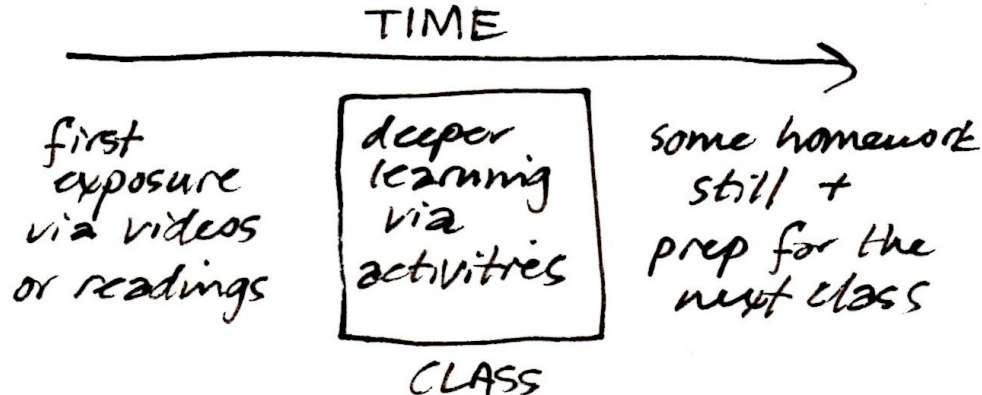 TIME
first
exposure
via videos
or readings
deeper
learning
via
activities
some homework
still +
prep for the
next class
CLASS